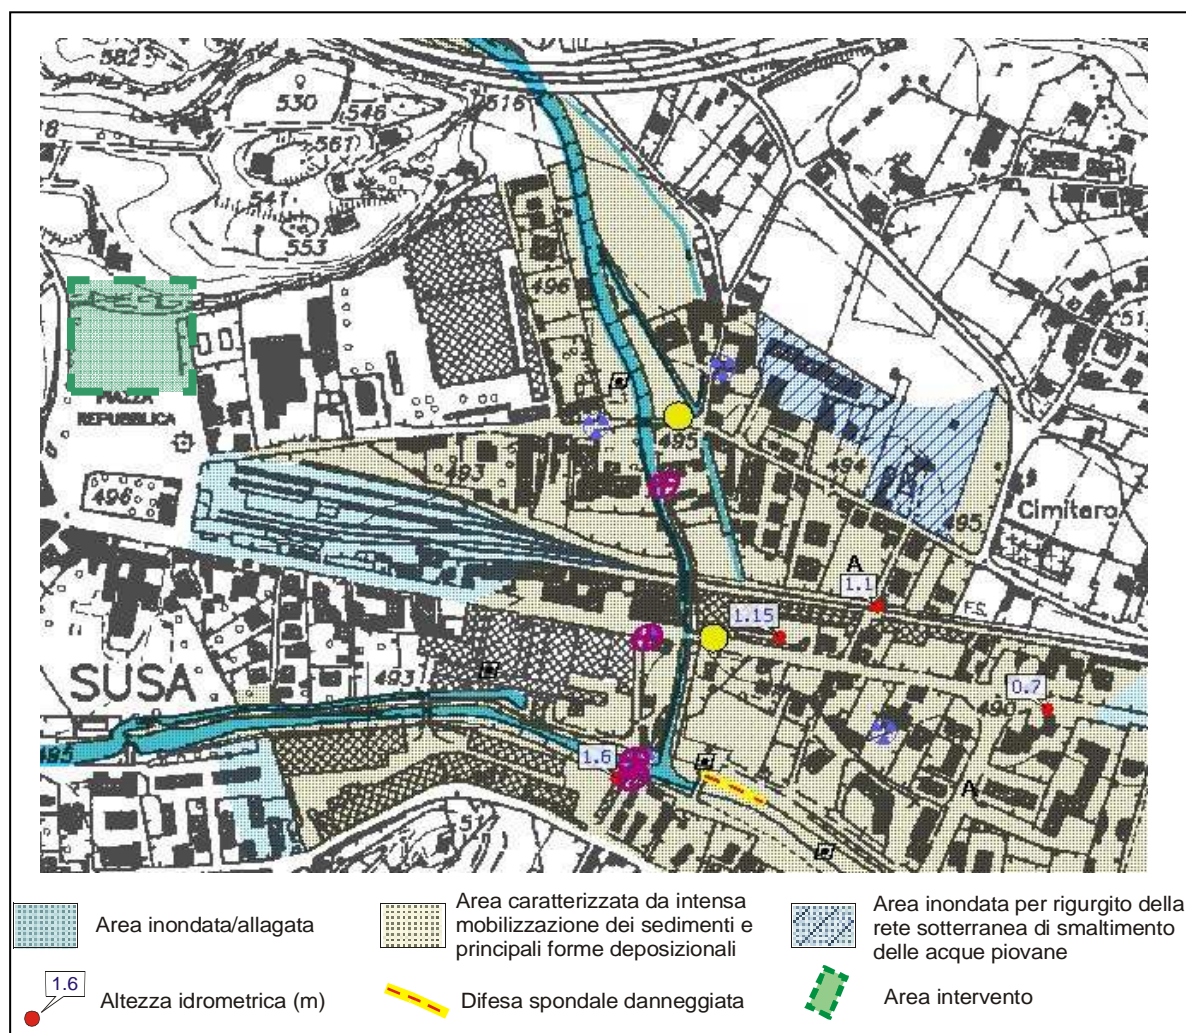 582
516
530
546
561
541
553
496
51
PIAZZA
REPUBBLICA
495
493
494
496
495
Cimitero
A
1.1
F.S.
1.15
SUSA
493
0.7
490
495
1.6
A
51
Area inondata/allagata
Area caratterizzata da intensa
mobilizzazione dei sedimenti e
principali forme deposizionali
Area inondata per rigurgito della
rete sotterranea di smaltimento
delle acque piovane
1.6
Altezza idrometrica (m)
Difesa spondale danneggiata
Area intervento